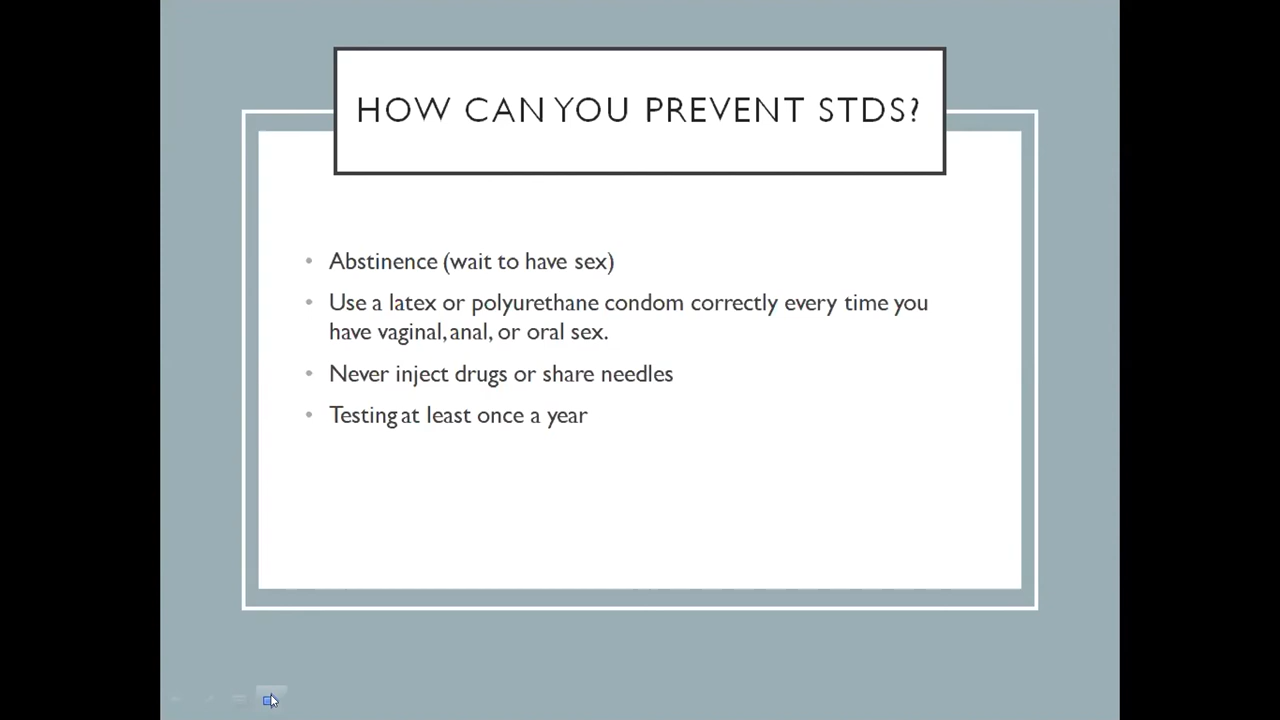 HOW CAN YOU PREVENT STDS?
• Abstinence (wait to have sex)
• Use a latex or polyurethane condom correctly every time you
have vaginal, anal, or oral sex.
• Never inject drugs or share needles
• Testing at least once a year